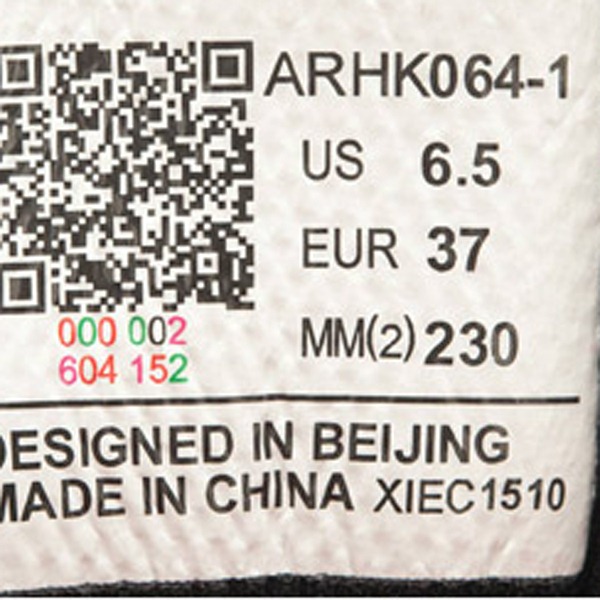 ARHK064-1
US 6.5
EUR 37
MM(2) 230
000 002
604 152
DESIGNED IN BEIJING
MADE IN CHINA XIEC1510